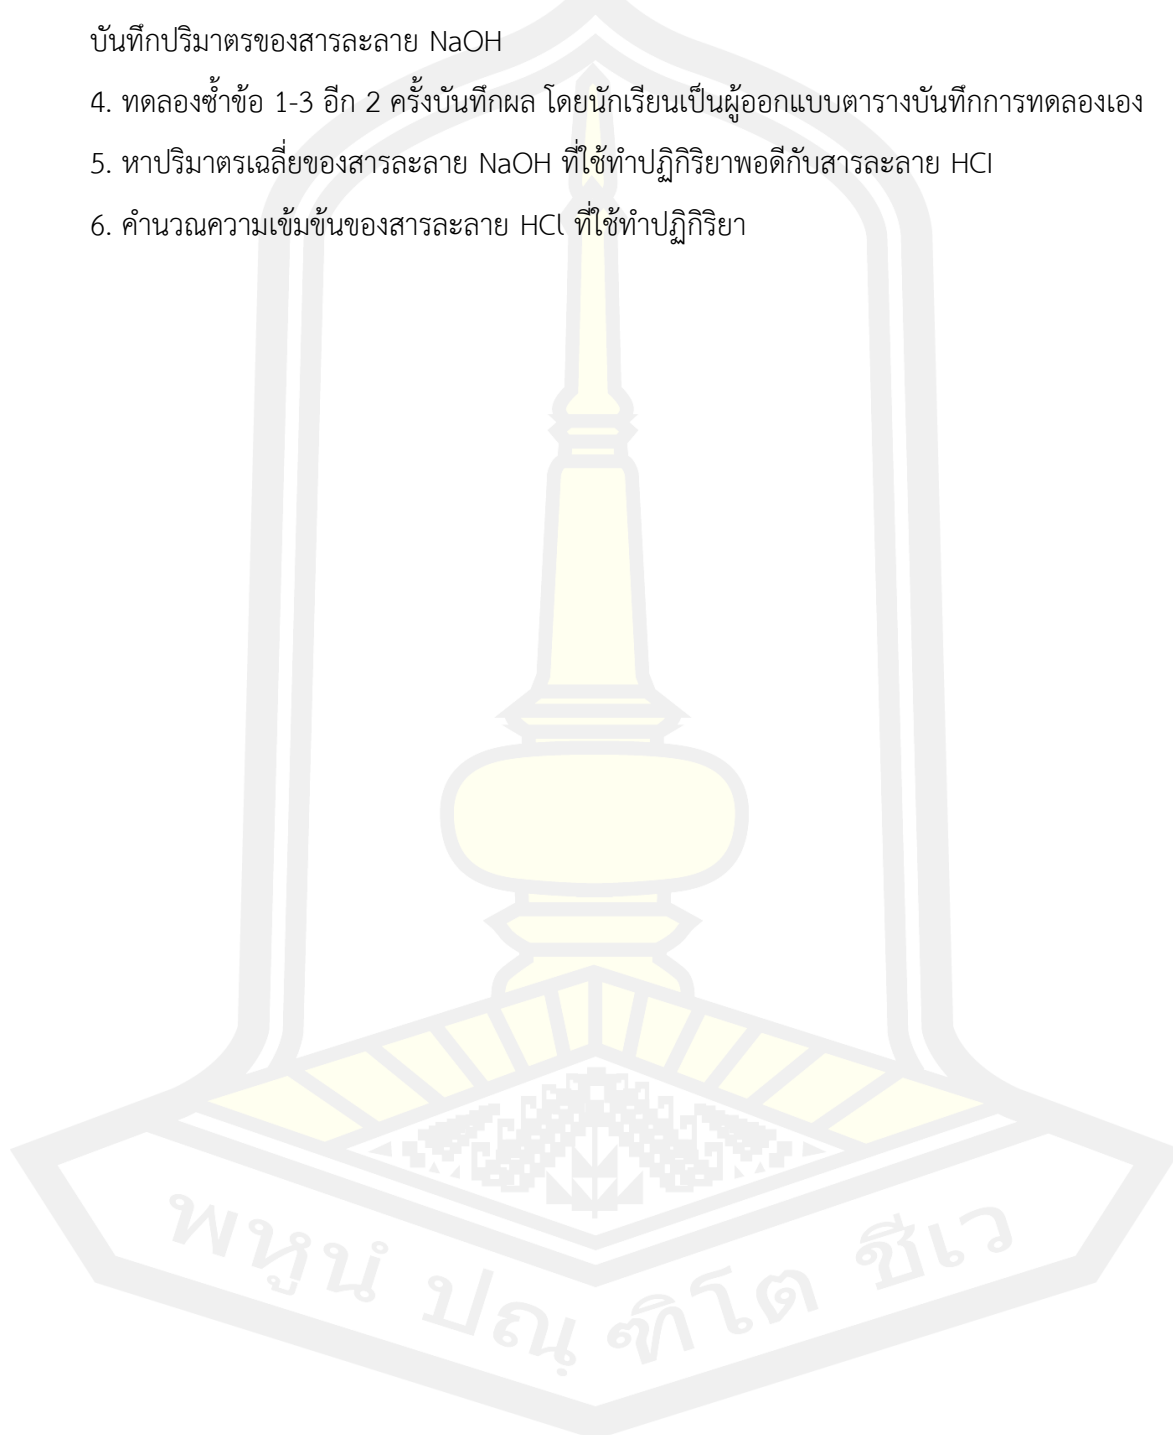 บันทึกปริมาตรของสารละลาย NaOH
4. ทดลองซ้ำข้อ 1-3 อีก 2 ครั้งบันทึกผล โดยนักเรียนเป็นผู้ออกแบบตารางบันทึกการทดลองเอง
5. หาปริมาตรเฉลี่ยของสารละลาย NaOH ที่ใช้ทำปฏิกิริยาพอดีกับสารละลาย HCl
6. คำนวณความเข้มข้นของสารละลาย HCl ที่ใช้ทำปฏิกิริยา
พหูนํ ปณฺฑิโต ชีเว